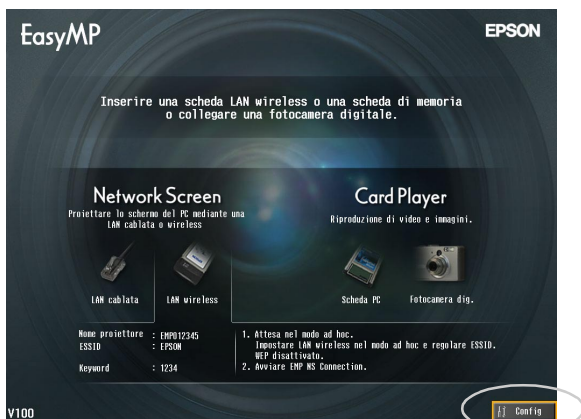 EasyMP
EPSON
Inserire una scheda LAN wireless o una scheda di memoria
o collegare una fotocamera digitale.
Network Screen
Proiettare lo schermo del PC mediante una
LAN cablata o wireless
LAN cablata
LAN wireless
Card Player
Riproduzione di video e immagini.
Scheda PC
Fotocamera dig.
Nome proiettore : EMP012345
ESSID : EPSON
Keyword : 1234
1. Attesa nel modo ad hoc.
Impostare LAN wireless nel modo ad hoc e regolare ESSID.
WEP disattivato.
2. Avviare EMP NS Connection.
V100
Config